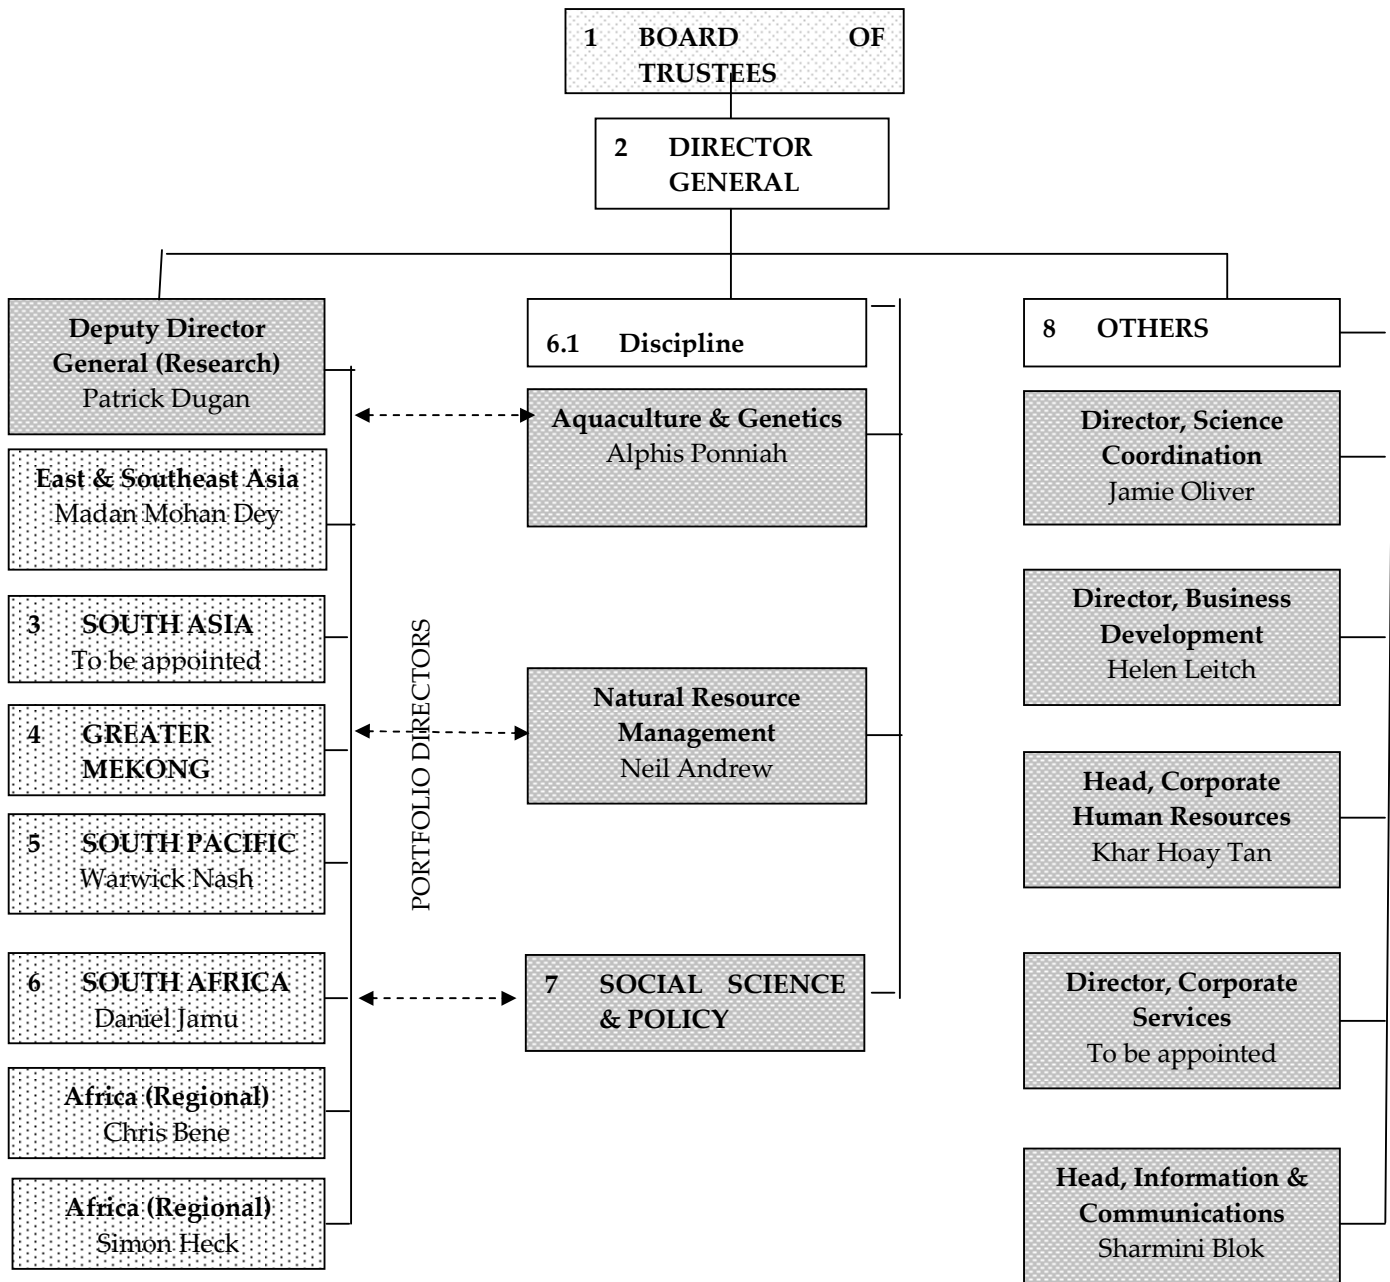 1 BOARD OF
TRUSTEES
2 DIRECTOR
GENERAL
Deputy Director
General (Research)
Patrick Dugan
East & Southeast Asia
Madan Mohan Dey
3 SOUTH ASIA
To be appointed
4 GREATER
MEKONG
5 SOUTH PACIFIC
Warwick Nash
6 SOUTH AFRICA
Daniel Jamu
Africa (Regional)
Chris Bene
Africa (Regional)
Simon Heck
PORTFOLIO DIRECTORS
6.1 Discipline
Aquaculture & Genetics
Alphis Ponniah
Natural Resource
Management
Neil Andrew
7 SOCIAL SCIENCE
& POLICY
8 OTHERS
Director, Science
Coordination
Jamie Oliver
Director, Business
Development
Helen Leitch
Head, Corporate
Human Resources
Khar Hoay Tan
Director, Corporate
Services
To be appointed
Head, Information &
Communications
Sharmini Blok